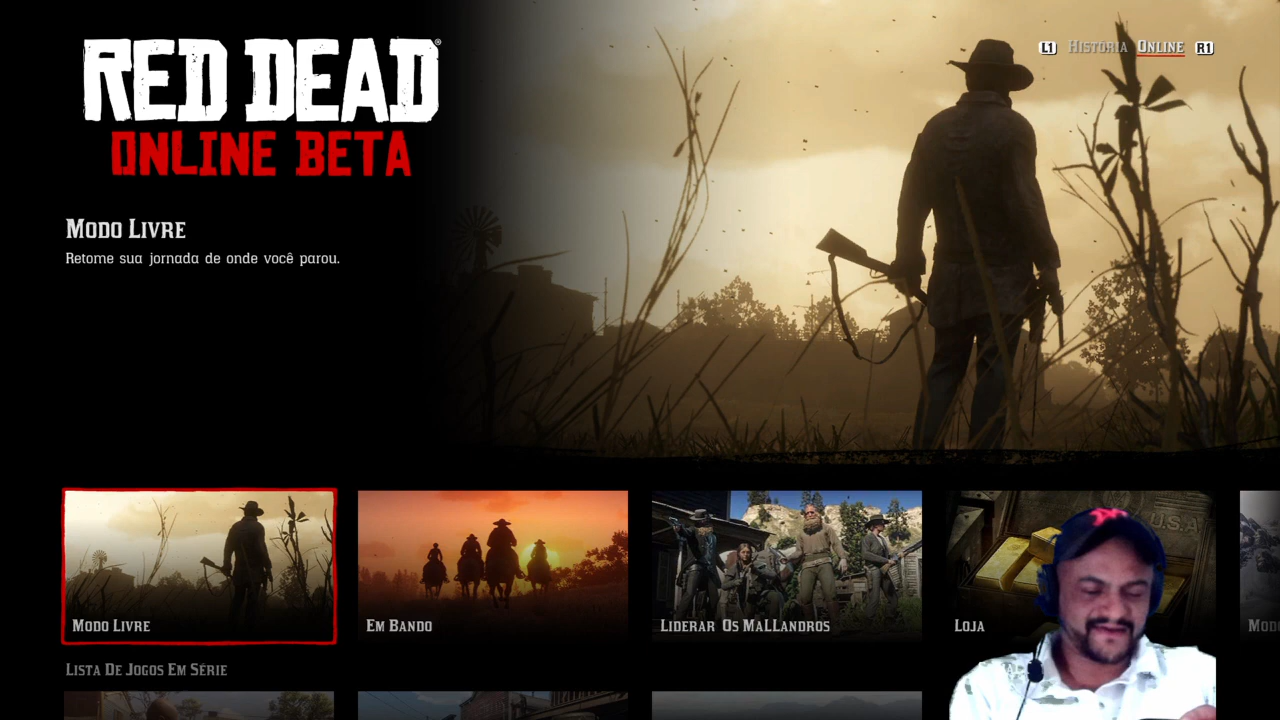 RED DEAD®
ONLINE BETA
L1 HISTÓRIA ONLINE R1
MODO LIVRE
Retome sua jornada de onde você parou.
U.S.A
MODO LIVRE
EM BANDO
LIDERAR OS MALLANDROS
LOJA
LISTA DE JOGOS EM SÉRIE